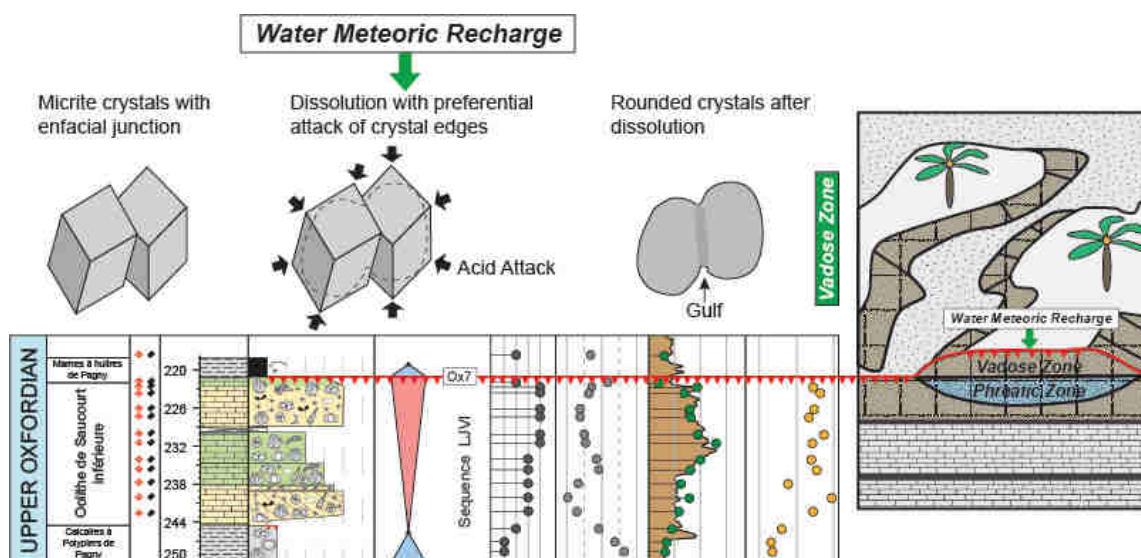 Water Meteoric Recharge
Micrite crystals with
enfacial junction
Dissolution with preferential
attack of crystal edges
Rounded crystals after
dissolution
Acid Attack
Gulf
Vadose Zone
Water Meteoric Recharge
Vadose Zone
Phreanic Zone
UPPER OXFORDIAN
Marnes à huîtres
de Pagny
Oolithe de Saucourt
Inférieure
Calcaires à
Polypiers de
Pagny
220
226
232
238
244
250
Ox7
Sequence IJVI